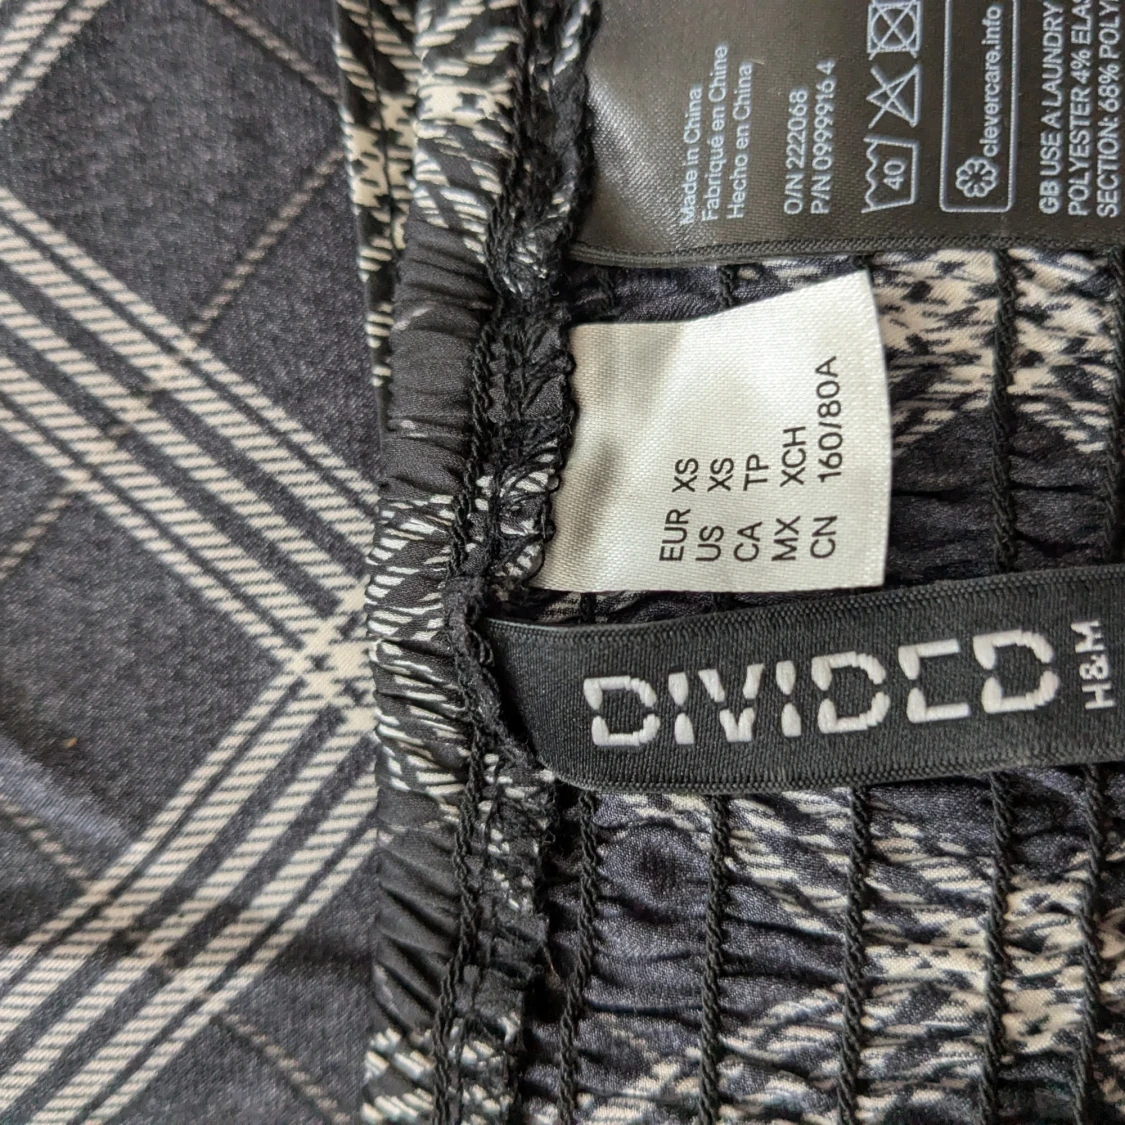 Made in China
Fabriqué en Chine
Hecho en China
O/N 222068
P/N 0999916 4
40
clevercare.info
GB USE A LAUNDRY
POLYESTER 4% ELAS
SECTION: 68% POLY
EUR XS
US XS
CA TP
MX XCH
CN 160/80A
DIVIDED
H&M